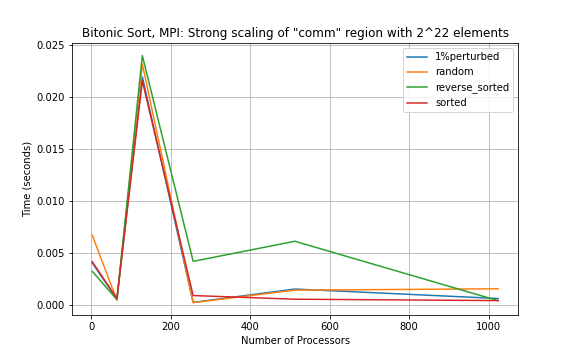 Bitonic Sort, MPI: Strong scaling of "comm" region with 2^22 elements
0.025
0.020
0.015
0.010
0.005
0.000
Time (seconds)
1%perturbed
random
reverse_sorted
sorted
0 200 400 600 800 1000
Number of Processors